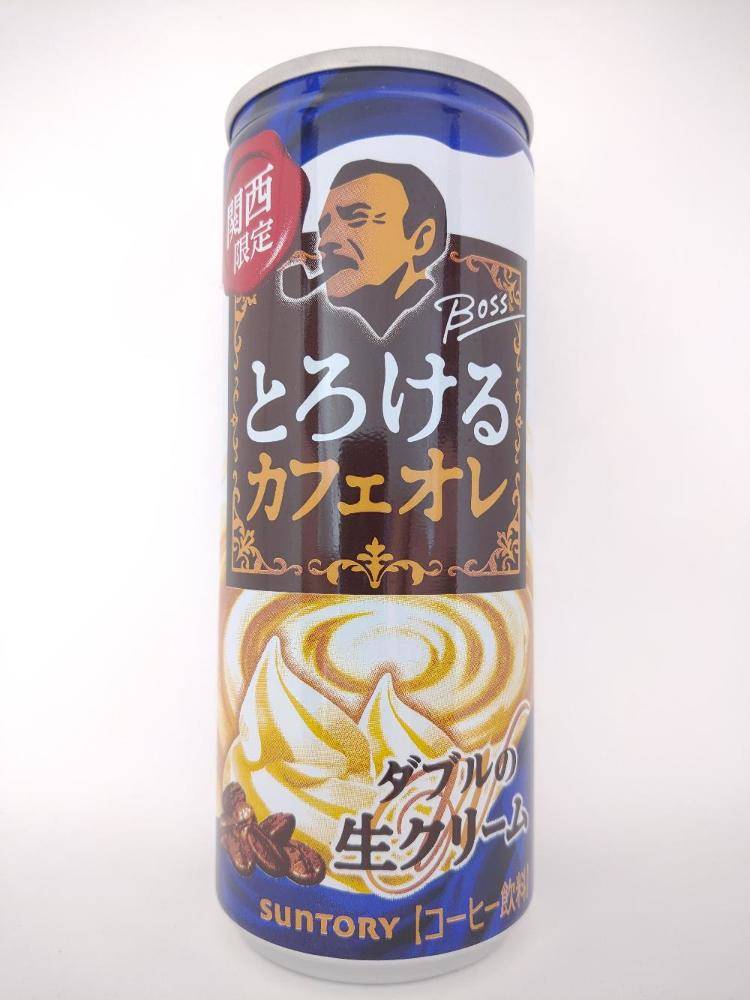 関西
限定
BOSS
とろける
カフェオレ
ダブルの
生クリーム
SUNTORY 【コーヒー飲料】